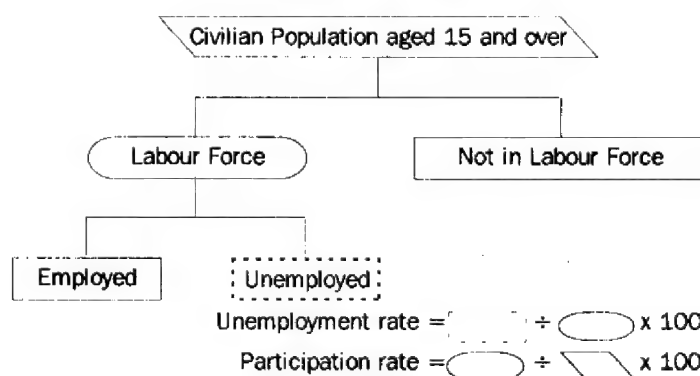 Civilian Population aged 15 and over
Labour Force
Not in Labour Force
Employed
Unemployed
Unemployment rate = ÷ x 100
Participation rate = ÷ x 100